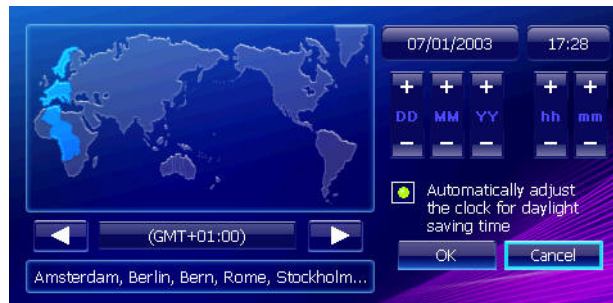 07/01/2003 17:28
+ + + + +
DD MM YY hh mm
- - - - -
Automatically adjust
the clock for daylight
saving time
(GMT+01:00)
OK Cancel
Amsterdam, Berlin, Bern, Rome, Stockholm...